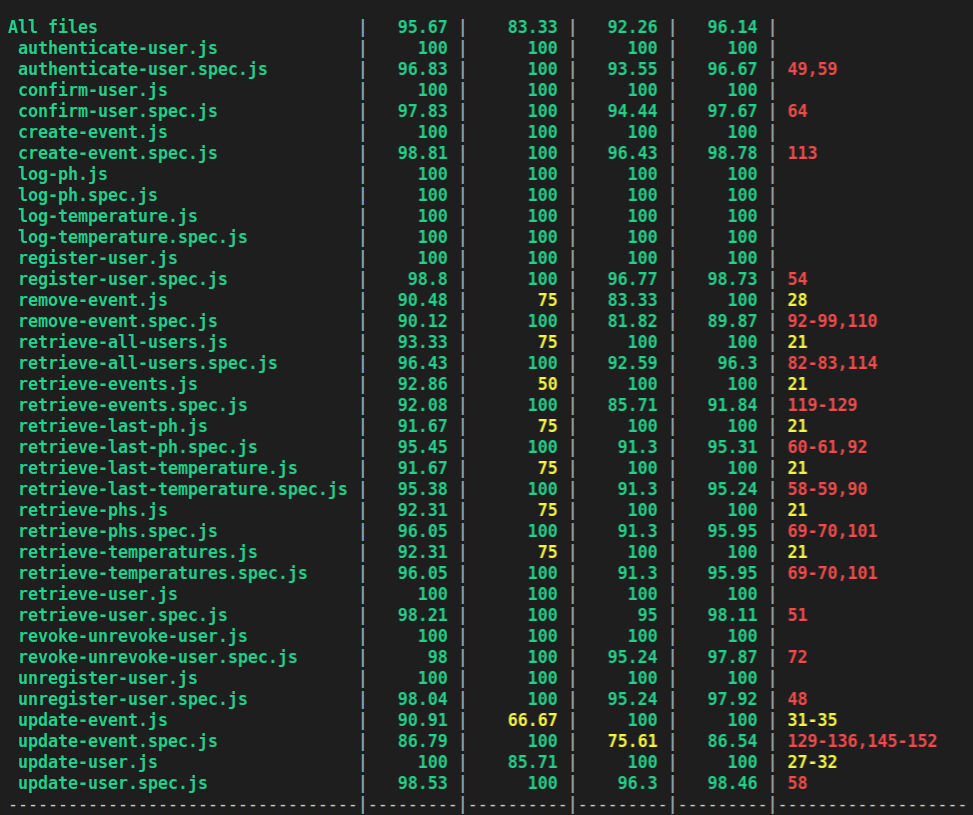 All files | 95.67 | 83.33 | 92.26 | 96.14 |
authenticate-user.js | 100 | 100 | 100 | 100 |
authenticate-user.spec.js | 96.83 | 100 | 93.55 | 96.67 | 49,59
confirm-user.js | 100 | 100 | 100 | 100 |
confirm-user.spec.js | 97.83 | 100 | 94.44 | 97.67 | 64
create-event.js | 100 | 100 | 100 | 100 |
create-event.spec.js | 98.81 | 100 | 96.43 | 98.78 | 113
log-ph.js | 100 | 100 | 100 | 100 |
log-ph.spec.js | 100 | 100 | 100 | 100 |
log-temperature.js | 100 | 100 | 100 | 100 |
log-temperature.spec.js | 100 | 100 | 100 | 100 |
register-user.js | 100 | 100 | 100 | 100 |
register-user.spec.js | 98.8 | 100 | 96.77 | 98.73 | 54
remove-event.js | 90.48 | 75 | 83.33 | 100 | 28
remove-event.spec.js | 90.12 | 100 | 81.82 | 89.87 | 92-99,110
retrieve-all-users.js | 93.33 | 75 | 100 | 100 | 21
retrieve-all-users.spec.js | 96.43 | 100 | 92.59 | 96.3 | 82-83,114
retrieve-events.js | 92.86 | 50 | 100 | 100 | 21
retrieve-events.spec.js | 92.08 | 100 | 85.71 | 91.84 | 119-129
retrieve-last-ph.js | 91.67 | 75 | 100 | 100 | 21
retrieve-last-ph.spec.js | 95.45 | 100 | 91.3 | 95.31 | 60-61,92
retrieve-last-temperature.js | 91.67 | 75 | 100 | 100 | 21
retrieve-last-temperature.spec.js | 95.38 | 100 | 91.3 | 95.24 | 58-59,90
retrieve-phs.js | 92.31 | 75 | 100 | 100 | 21
retrieve-phs.spec.js | 96.05 | 100 | 91.3 | 95.95 | 69-70,101
retrieve-temperatures.js | 92.31 | 75 | 100 | 100 | 21
retrieve-temperatures.spec.js | 96.05 | 100 | 91.3 | 95.95 | 69-70,101
retrieve-user.js | 100 | 100 | 100 | 100 |
retrieve-user.spec.js | 98.21 | 100 | 95 | 98.11 | 51
revoke-unrevoke-user.js | 100 | 100 | 100 | 100 |
revoke-unrevoke-user.spec.js | 98 | 100 | 95.24 | 97.87 | 72
unregister-user.js | 100 | 100 | 100 | 100 |
unregister-user.spec.js | 98.04 | 100 | 95.24 | 97.92 | 48
update-event.js | 90.91 | 66.67 | 100 | 100 | 31-35
update-event.spec.js | 86.79 | 100 | 75.61 | 86.54 | 129-136,145-152
update-user.js | 100 | 85.71 | 100 | 100 | 27-32
update-user.spec.js | 98.53 | 100 | 96.3 | 98.46 | 58
-----------------------------------|---------|----------|---------|---------|-------------------